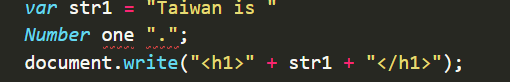 var str1 = "Taiwan is "
Number one ".";
document.write("<h1>" + str1 + "</h1>");